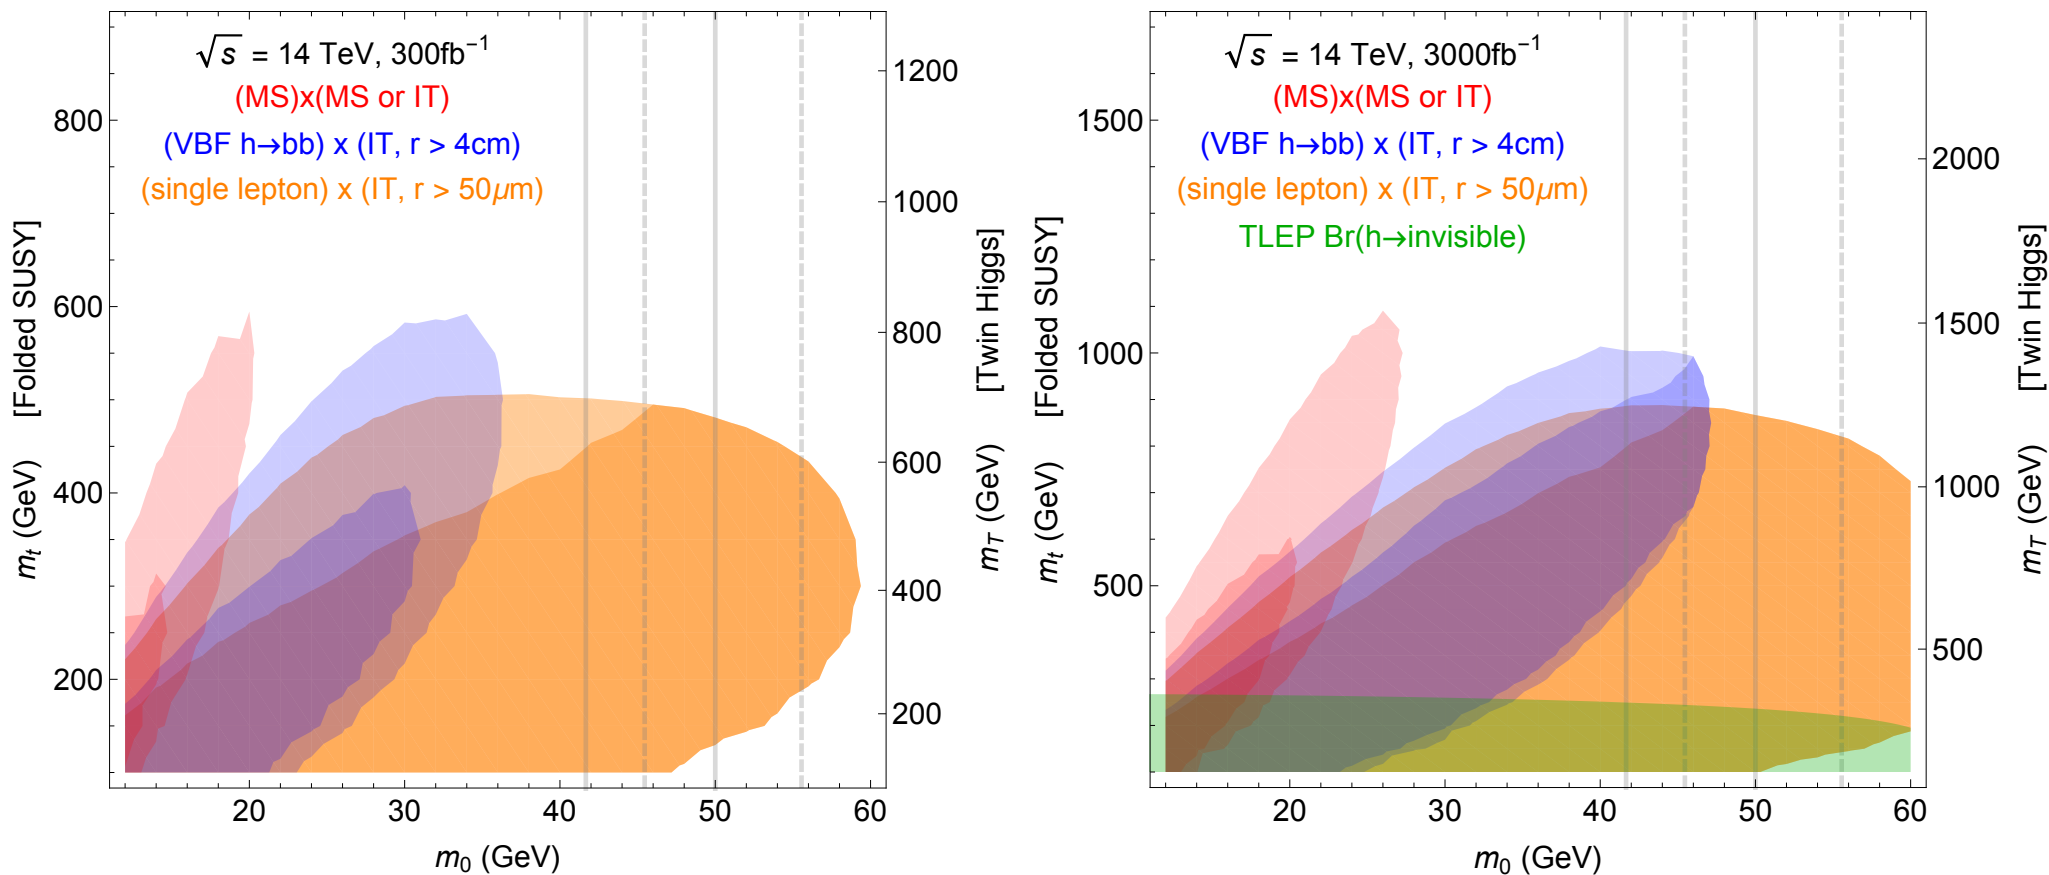 √s = 14 TeV, 300fb⁻¹
(MS)x(MS or IT)
(VBF h→bb) x (IT, r > 4cm)
(single lepton) x (IT, r > 50μm)
800
600
400
200
1200
1000
800
600
400
200
20
30
40
50
60
m₀ (GeV)
mₜ (GeV) [Folded SUSY]
m_T (GeV) [Twin Higgs]
√s = 14 TeV, 3000fb⁻¹
(MS)x(MS or IT)
(VBF h→bb) x (IT, r > 4cm)
(single lepton) x (IT, r > 50μm)
TLEP Br(h→invisible)
1500
1000
500
2000
1500
1000
500
20
30
40
50
60
m₀ (GeV)
mₜ (GeV) [Folded SUSY]
m_T (GeV) [Twin Higgs]